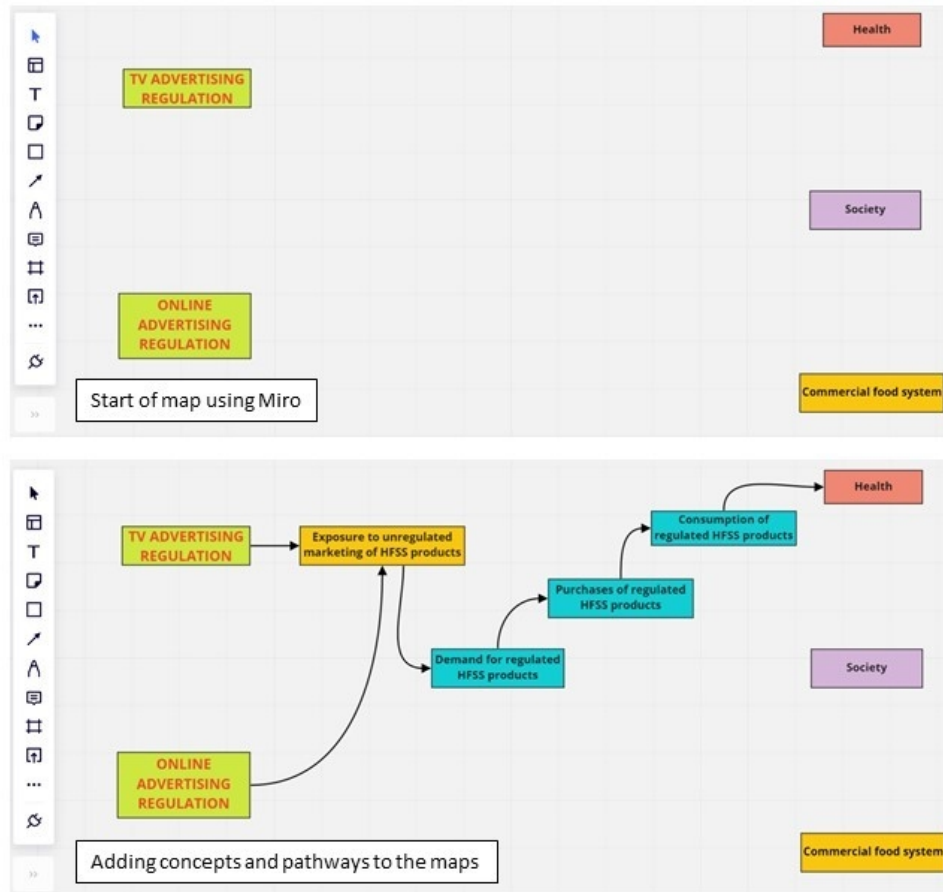 Health
TV ADVERTISING
REGULATION
Society
ONLINE
ADVERTISING
REGULATION
Commercial food system
Start of map using Miro
Health
Consumption of
regulated HFSS products
TV ADVERTISING
REGULATION
Exposure to unregulated
marketing of HFSS products
Purchases of regulated
HFSS products
Demand for regulated
HFSS products
Society
ONLINE
ADVERTISING
REGULATION
Commercial food system
Adding concepts and pathways to the maps